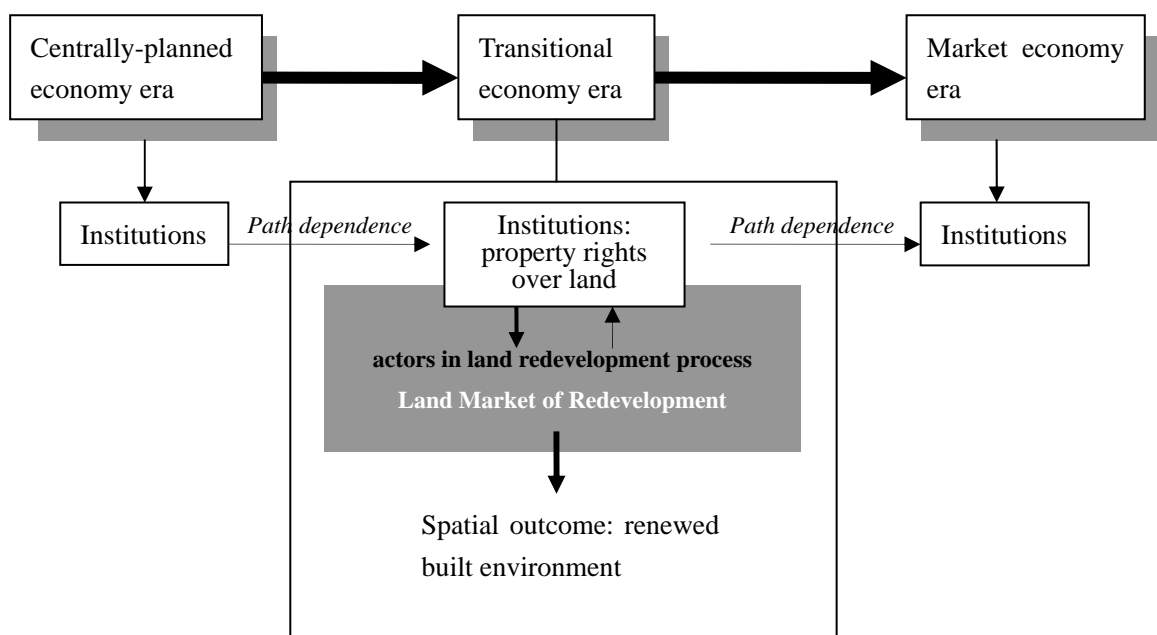 Centrally-planned
economy era
Transitional
economy era
Market economy
era
Institutions
Path dependence
Institutions:
property rights
over land
Path dependence
Institutions
actors in land redevelopment process
Land Market of Redevelopment
Spatial outcome: renewed
built environment